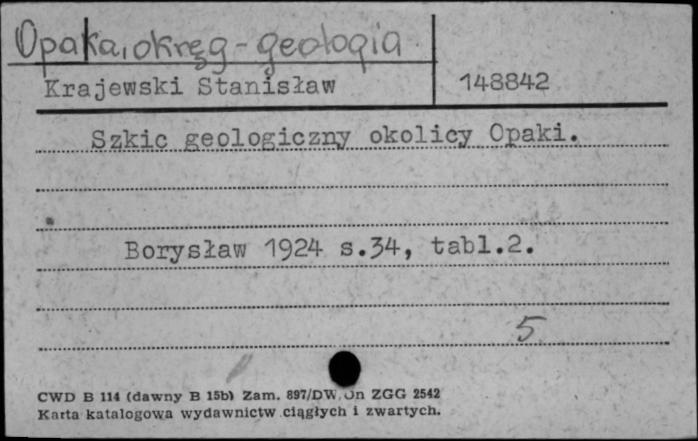 Opaka, okręg - geologia
Krajewski Stanisław 148842
Szkic geologiczny okolicy Opaki.
Borysław 1924 s.34, tabl.2.
5
CWD B 114 (dawny B 15b) Zam. 897/DW. Jn ZGG 2542
Karta katalogowa wydawnictw ciągłych i zwartych.